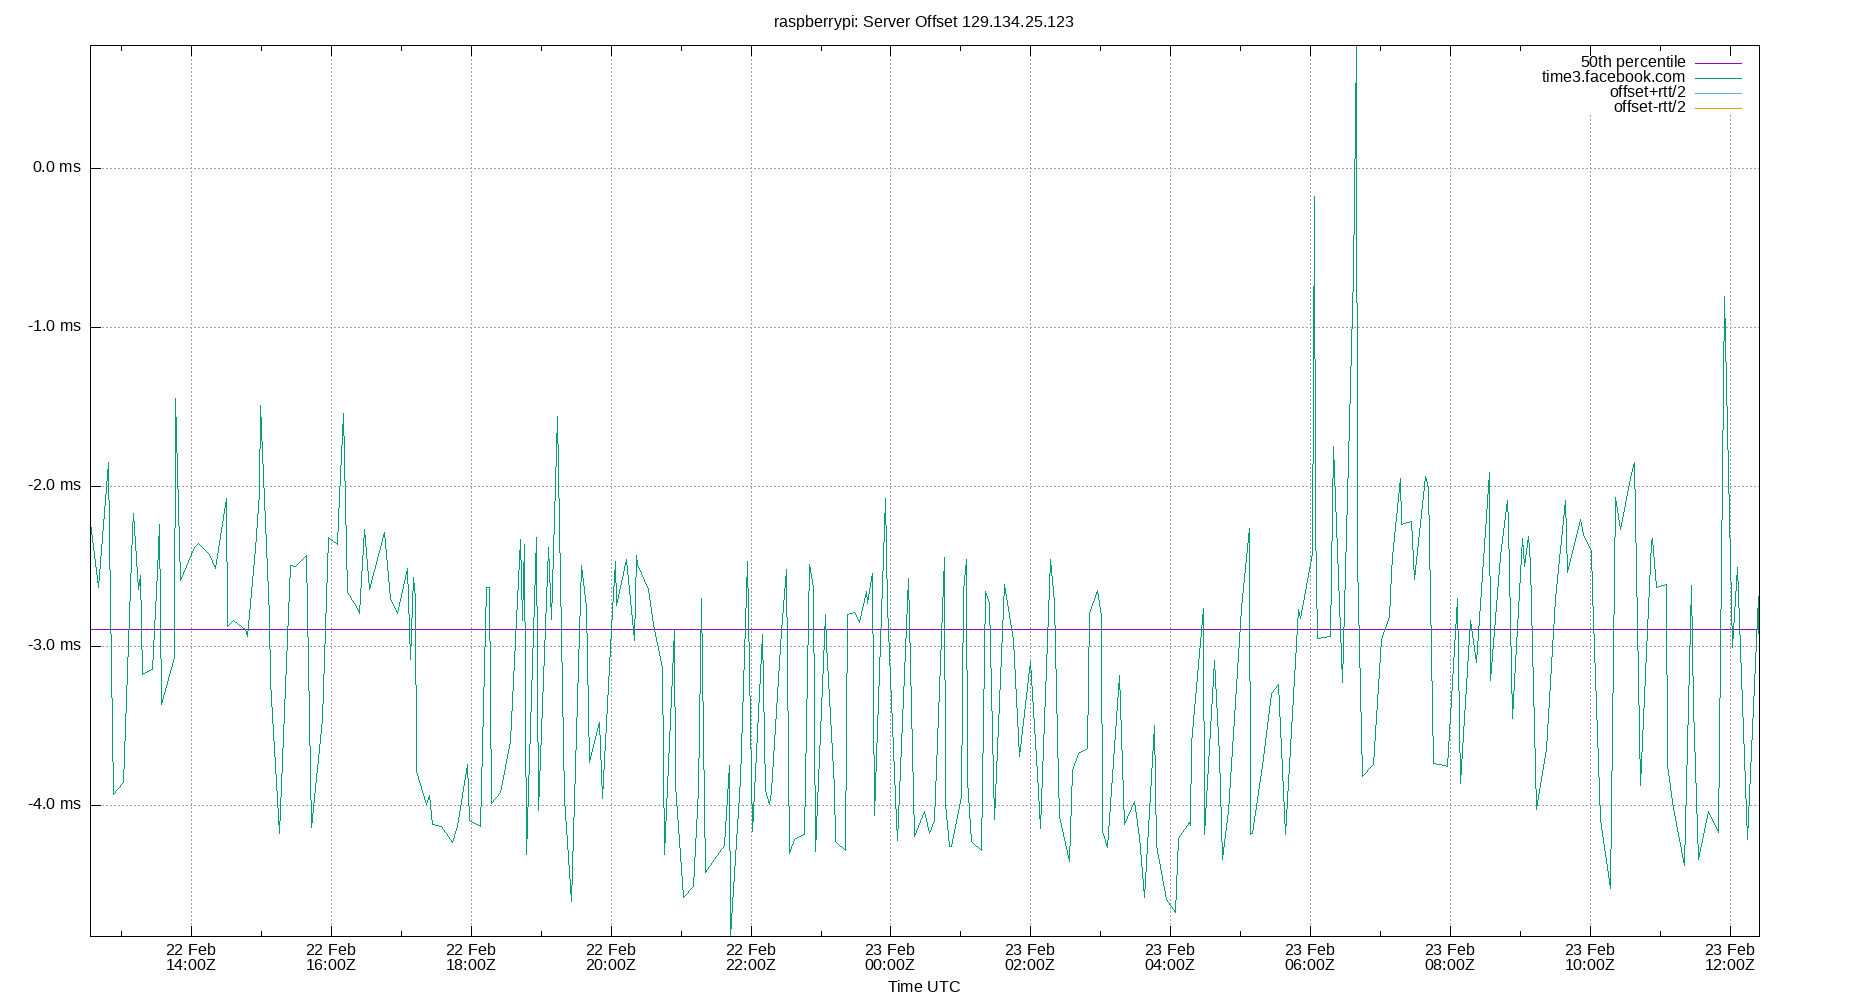 raspberrypi: Server Offset 129.134.25.123
50th percentile
time3.facebook.com
offset+rtt/2
offset-rtt/2
0.0 ms
-1.0 ms
-2.0 ms
-3.0 ms
-4.0 ms
22 Feb 22 Feb 22 Feb 22 Feb 22 Feb 23 Feb 23 Feb 23 Feb 23 Feb 23 Feb 23 Feb 23 Feb
14:00Z 16:00Z 18:00Z 20:00Z 22:00Z 00:00Z 02:00Z 04:00Z 06:00Z 08:00Z 10:00Z 12:00Z
Time UTC